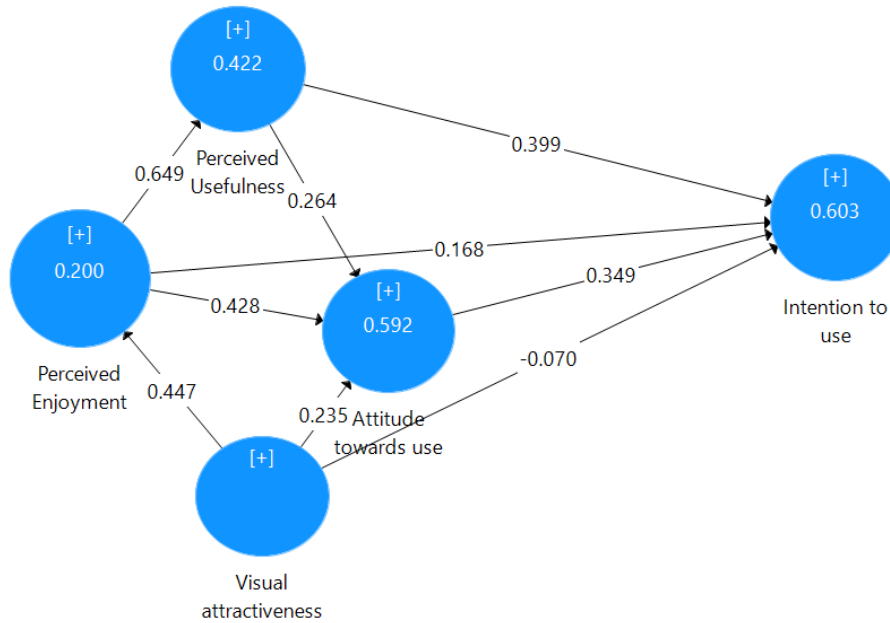 [+]
0.422
Perceived
Usefulness
0.399
[+]
0.603
Intention to
use
0.649
0.264
[+]
0.200
Perceived
Enjoyment
0.168
0.428
[+]
0.592
Attitude
towards use
0.349
-0.070
0.447
0.235
[+]
Visual
attractiveness